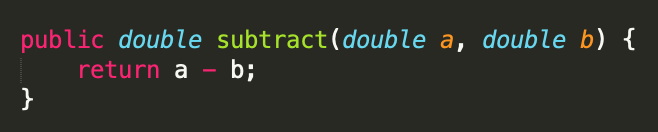 public double subtract(double a, double b) {
    return a - b;
}